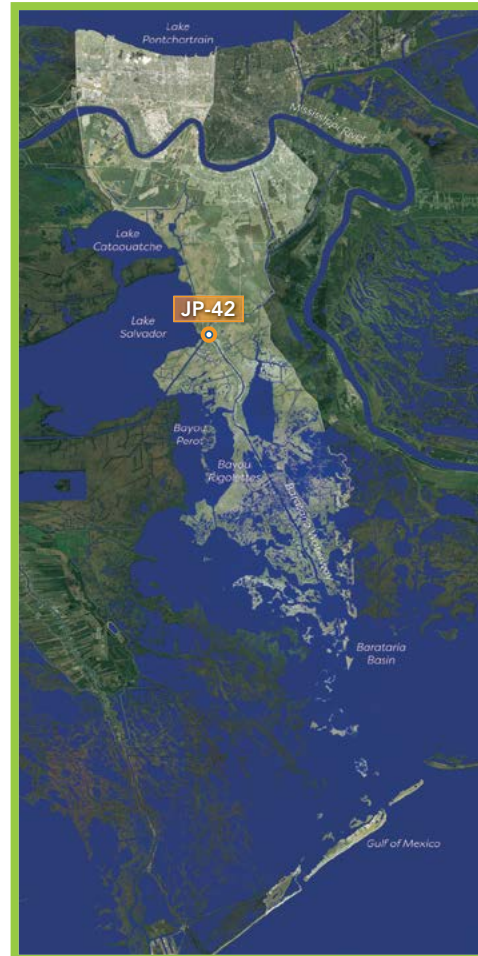 Lake
Pontchartrain
Mississippi River
Lake
Cataouatche
JP-42
Lake
Salvador
Bayou
Perot
Bayou
Rigolettes
Barataria Waterway
Barataria
Basin
Gulf of Mexico